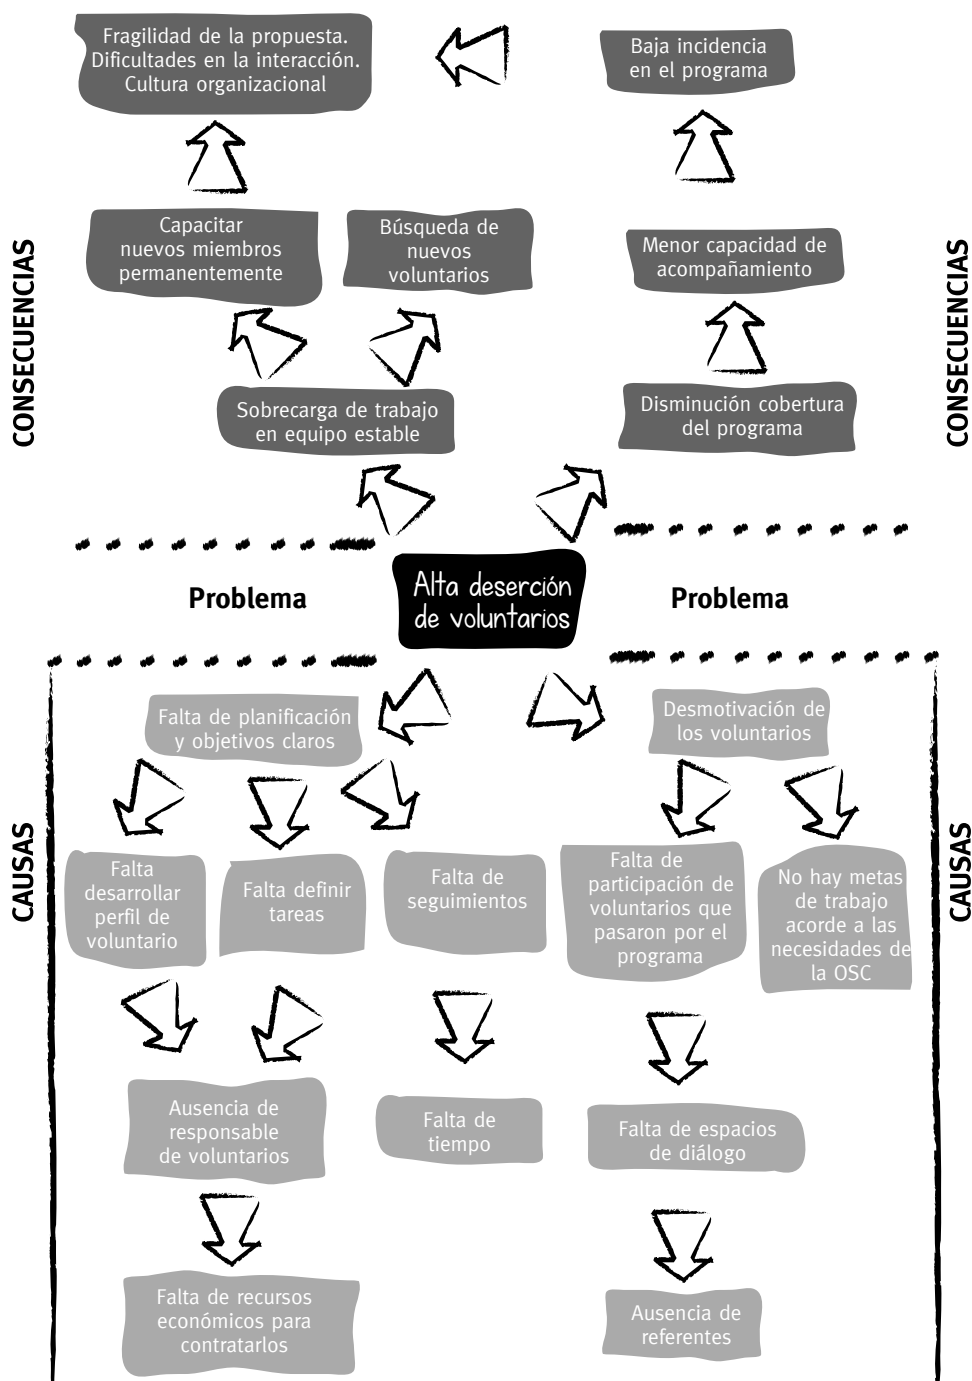 Fragilidad de la propuesta.
Dificultades en la interacción.
Cultura organizacional
Baja incidencia
en el programa
CONSECUENCIAS
Capacitar
nuevos miembros
permanentemente
Búsqueda de
nuevos
voluntarios
Menor capacidad de
acompañamiento
CONSECUENCIAS
Sobrecarga de trabajo
en equipo estable
Disminución cobertura
del programa
Problema
Alta deserción
de voluntarios
Problema
Falta de planificación
y objetivos claros
Desmotivación de
los voluntarios
CAUSAS
Falta
desarrollar
perfil de
voluntario
Falta definir
tareas
Falta de
seguimientos
Falta de
participación de
voluntarios que
pasaron por el
programa
No hay metas
de trabajo
acorde a las
necesidades de
la OSC
CAUSAS
Ausencia de
responsable
de voluntarios
Falta de
tiempo
Falta de espacios
de diálogo
Falta de recursos
económicos para
contratarlos
Ausencia de
referentes